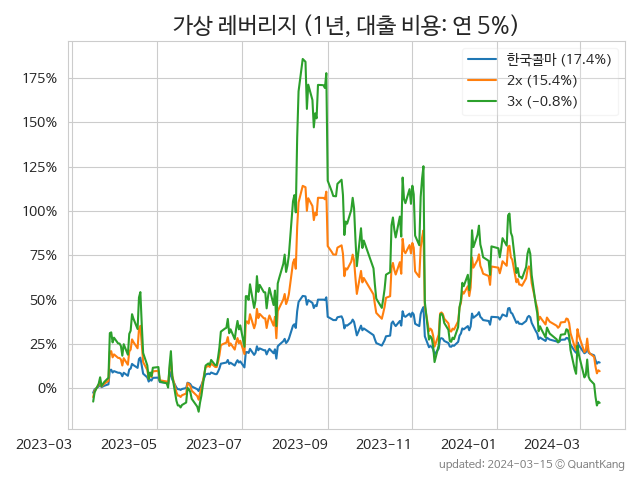 가상 레버리지 (1년, 대출 비용: 연 5%)
한국콜마 (17.4%)
2x (15.4%)
3x (−0.8%)
175%
150%
125%
100%
75%
50%
25%
0%
2023-03 2023-05 2023-07 2023-09 2023-11 2024-01 2024-03
updated: 2024-03-15 © QuantKang